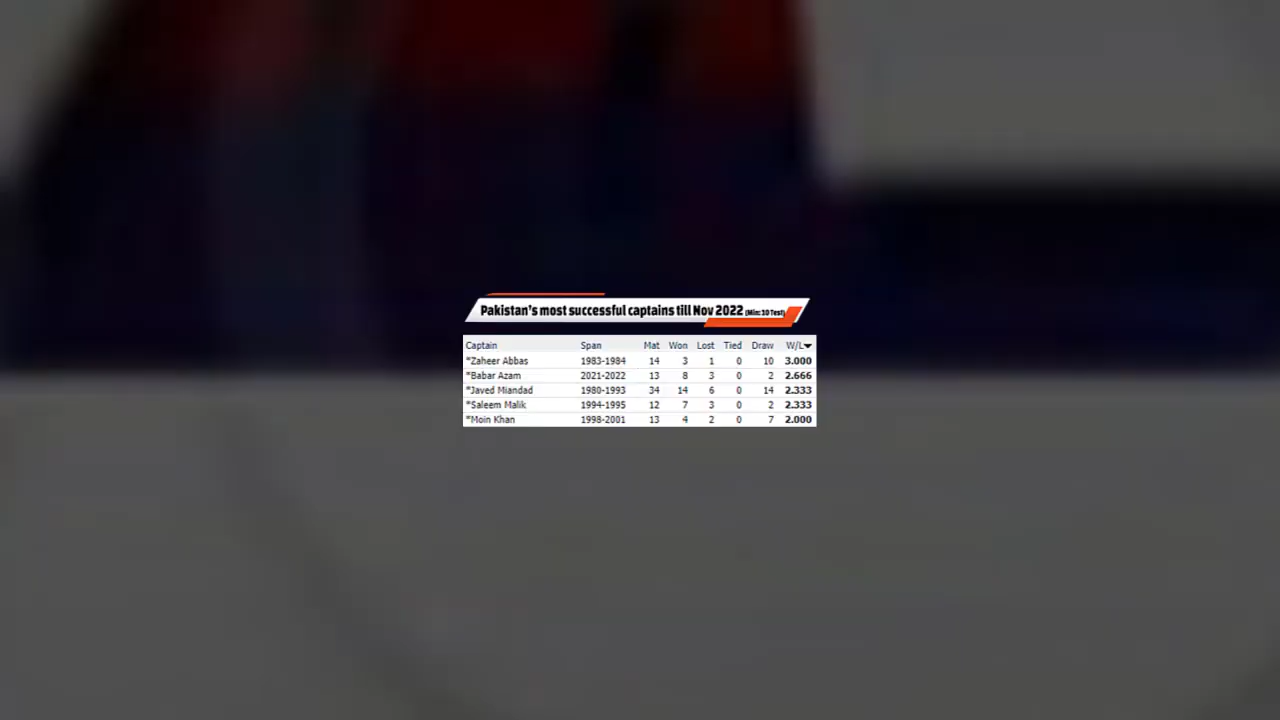 Pakistan's most successful captains till Nov 2022 (Min: 10 Test)
Captain Span Mat Won Lost Tied Draw W/L
*Zaheer Abbas 1983-1984 14 3 1 0 10 3.000
*Babar Azam 2021-2022 13 8 3 0 2 2.666
*Javed Miandad 1980-1993 34 14 6 0 14 2.333
*Saleem Malik 1994-1995 12 7 3 0 2 2.333
*Moin Khan 1998-2001 13 4 2 0 7 2.000